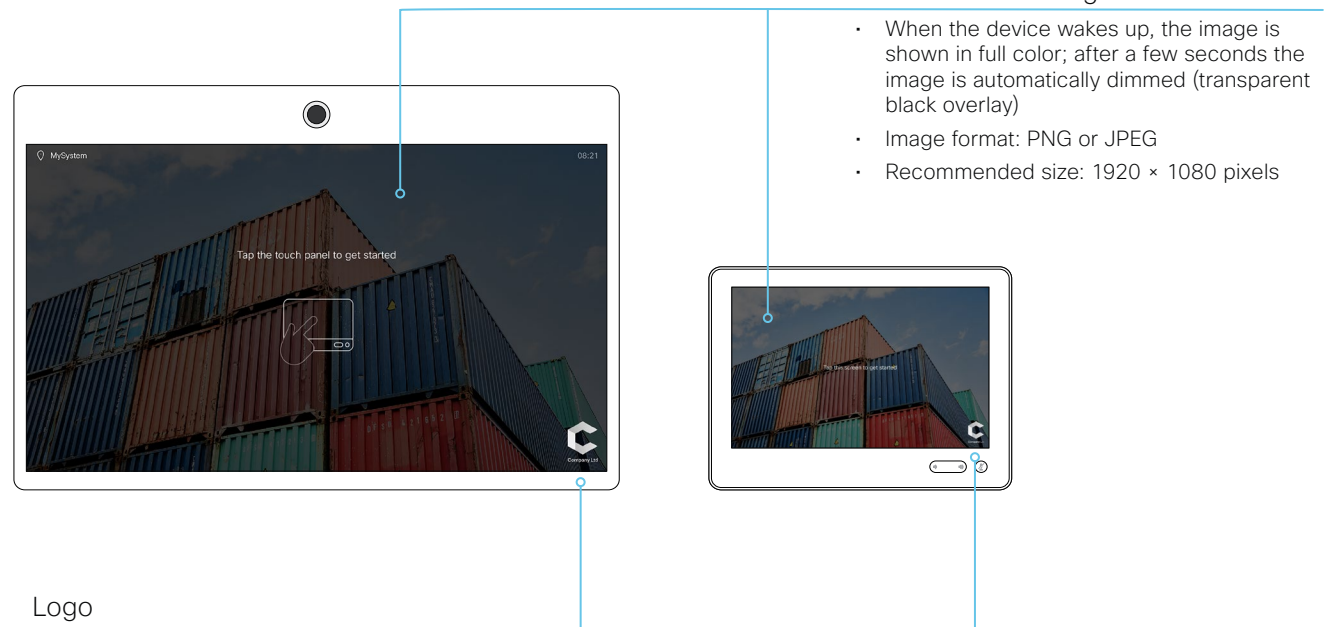 • When the device wakes up, the image is
shown in full color; after a few seconds the
image is automatically dimmed (transparent
black overlay)
• Image format: PNG or JPEG
• Recommended size: 1920 × 1080 pixels
MySystem
08:21
Tap the touch panel to get started
Tap the screen to get started!
Company Ltd
Logo